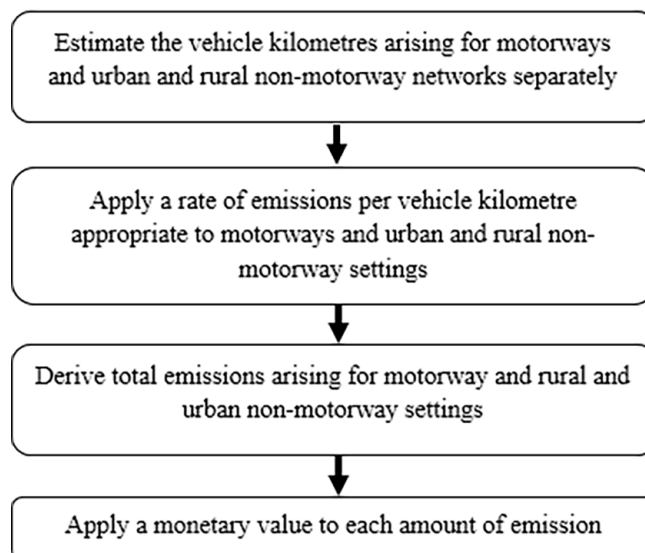 Estimate the vehicle kilometres arising for motorways
and urban and rural non-motorway networks separately
Apply a rate of emissions per vehicle kilometre
appropriate to motorways and urban and rural non-
motorway settings
Derive total emissions arising for motorway and rural and
urban non-motorway settings
Apply a monetary value to each amount of emission